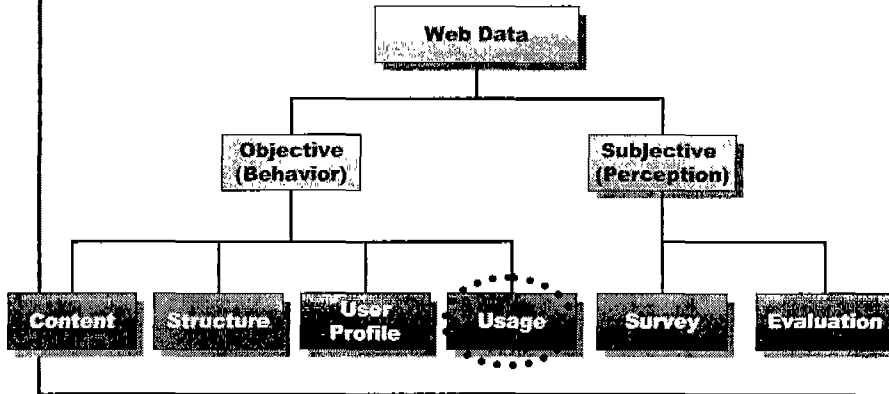 Web Data
Objective
(Behavior)
Subjective
(Perception)
Content
Structure
User
Profile
Usage
Survey
Evaluation